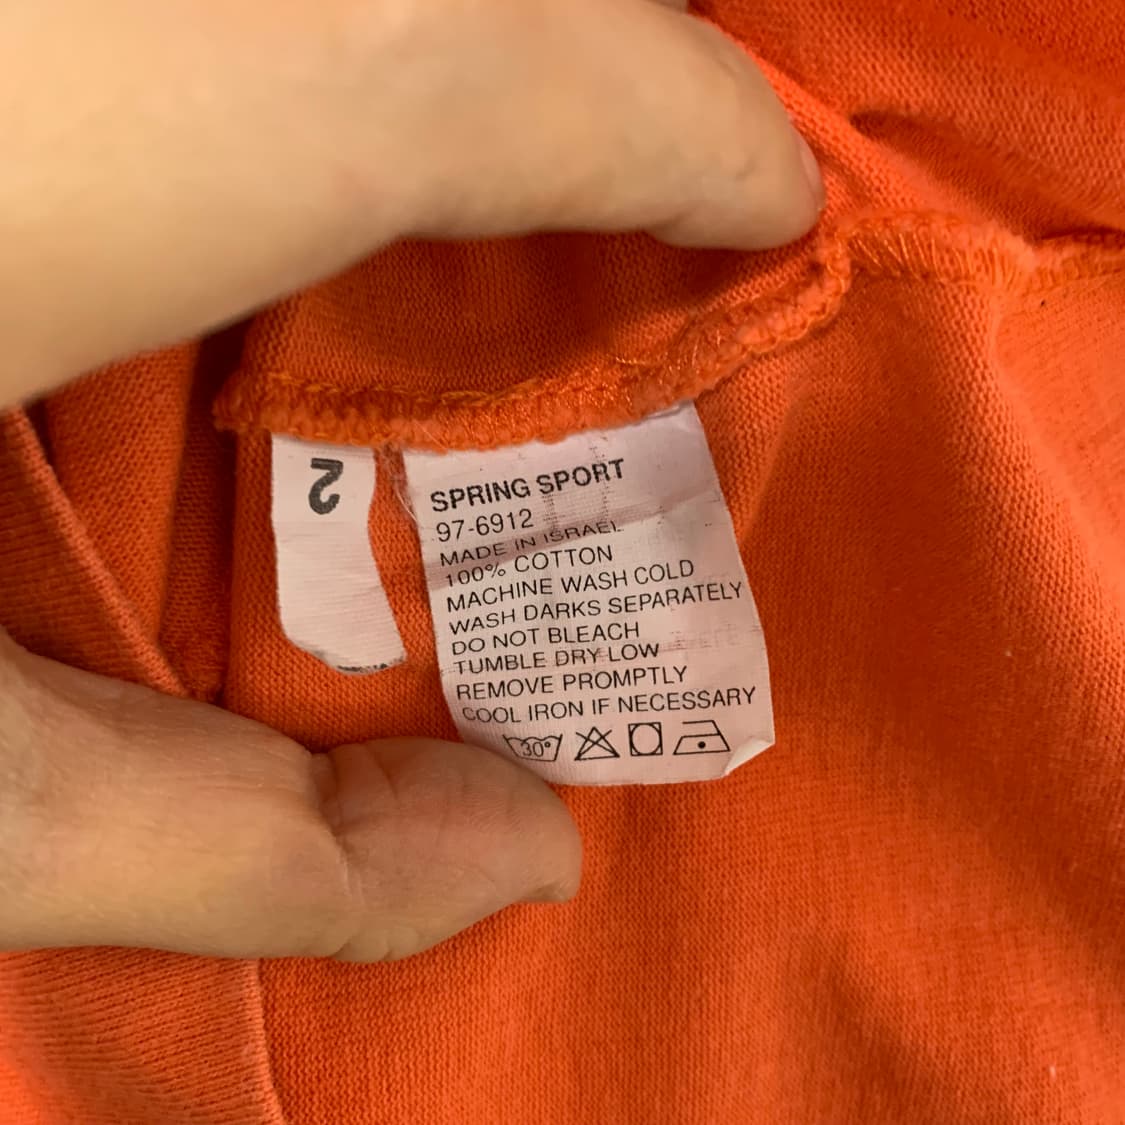 2
SPRING SPORT
97-6912
MADE IN ISRAEL
100% COTTON
MACHINE WASH COLD
WASH DARKS SEPARATELY
DO NOT BLEACH
TUMBLE DRY LOW
REMOVE PROMPTLY
COOL IRON IF NECESSARY
30°